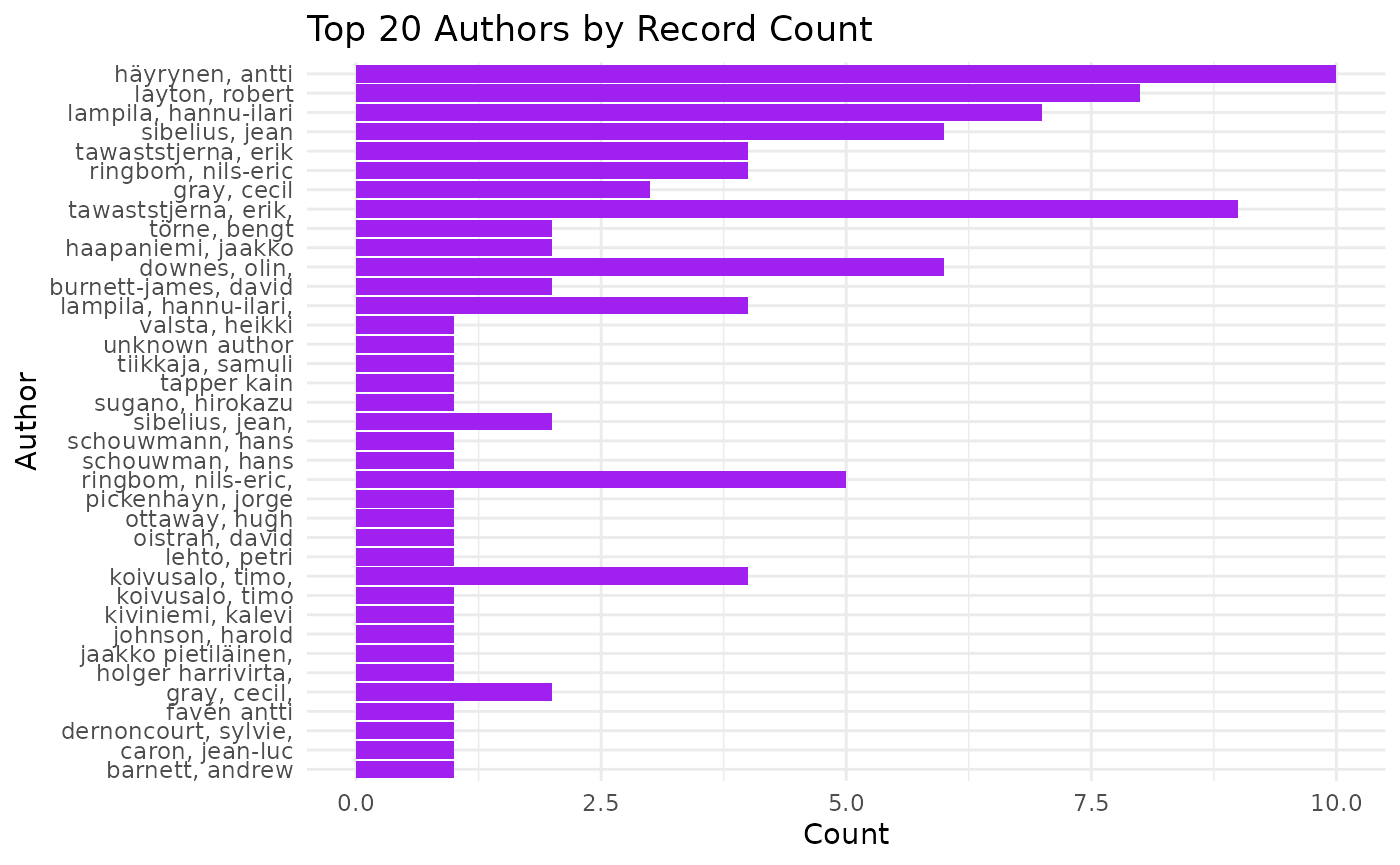 Top 20 Authors by Record Count
häyrynen, antti
layton, robert
lampila, hannu-ilari
sibelius, jean
tawaststjerna, erik
ringbom, nils-eric
gray, cecil
tawaststjerna, erik,
törne, bengt
haapaniemi, jaakko
downes, olin,
burnett-james, david
lampila, hannu-ilari,
valsta, heikki
unknown author
tiikkaja, samuli
tapper kain
sugano, hirokazu
sibelius, jean,
schouwmann, hans
schouwman, hans
ringbom, nils-eric,
pickenhayn, jorge
ottaway, hugh
oistrah, david
lehto, petri
koivusalo, timo,
koivusalo, timo
kiviniemi, kalevi
johnson, harold
jaakko pietiläinen,
holger harrivirta,
gray, cecil,
favén antti
dernoncourt, sylvie,
caron, jean-luc
barnett, andrew
Author
0.0 2.5 5.0 7.5 10.0
Count